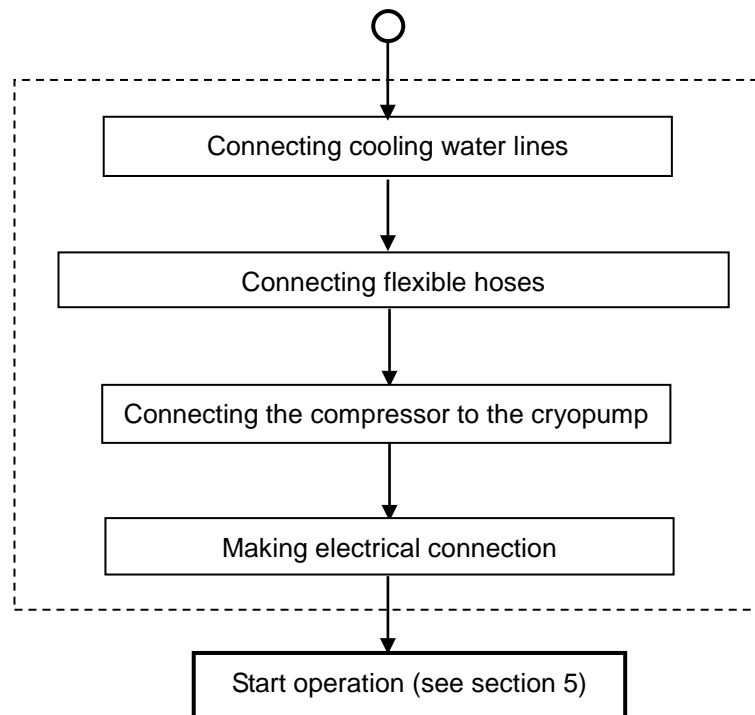 Connecting cooling water lines
Connecting flexible hoses
Connecting the compressor to the cryopump
Making electrical connection
Start operation (see section 5)